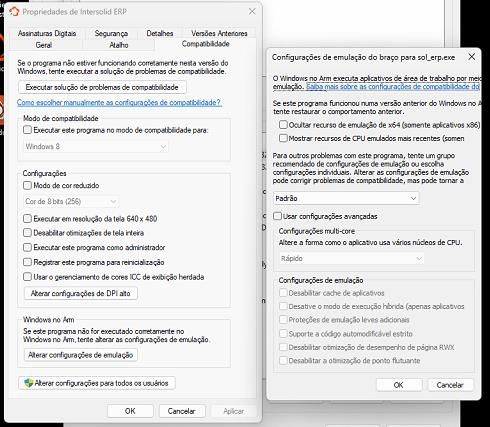 Propriedades de Intersolid ERP
Assinaturas Digitais
Segurança
Detalhes
Versões Anteriores
Geral
Atalho
Compatibilidade
Se o programa não estiver funcionando corretamente nesta versão do
Windows, tente executar a solução de problemas de compatibilidade.
Executar solução de problemas de compatibilidade
Como escolher manualmente as configurações de compatibilidade?
Modo de compatibilidade
Executar este programa no modo de compatibilidade para:
Windows 8
Configurações
Modo de cor reduzido
Cor de 8 bits (256)
Executar em resolução da tela 640 x 480
Desabilitar otimizações de tela inteira
Executar este programa como administrador
Registrar este programa para reinicialização
Usar o gerenciamento de cores ICC de exibição herdada
Alterar configurações de DPI alto
Windows no Arm
Se este programa não for executado corretamente no
Windows no Arm, tente alterar as configurações de emulação.
Alterar configurações de emulação
Alterar configurações para todos os usuários
OK
Cancelar
Aplicar
Configurações de emulação do braço para sol_erp.exe
O Windows no Arm executa aplicativos de área de trabalho por meio
emulação. Saiba mais sobre as configurações de compatibilidade do
Se este programa funcionou numa versão anterior do Windows no A
tente restaurar o comportamento anterior.
Ocultar recurso de emulação de x64 (somente aplicativos x86)
Mostrar recursos de CPU emulados mais recentes (somen
Para outros problemas com este programa, tente um grupo
recomendado de configurações de emulação ou escolha
configurações individuais. Alterar as configurações de emulação
pode corrigir problemas de compatibilidade, mas pode tornar a
Padrão
Usar configurações avançadas
Configurações multi-core
Altere a forma como o aplicativo usa vários núcleos de CPU.
Rápido
Configurações de emulação
Desabilitar cache de aplicativos
Desative o modo de execução híbrida (apenas aplicativos
Proteções de emulação leves adicionais
Suporte a código automodificável estrito
Desabilitar otimização de desempenho de página RWX
Desabilitar a otimização de ponto flutuante
OK
Cancelar